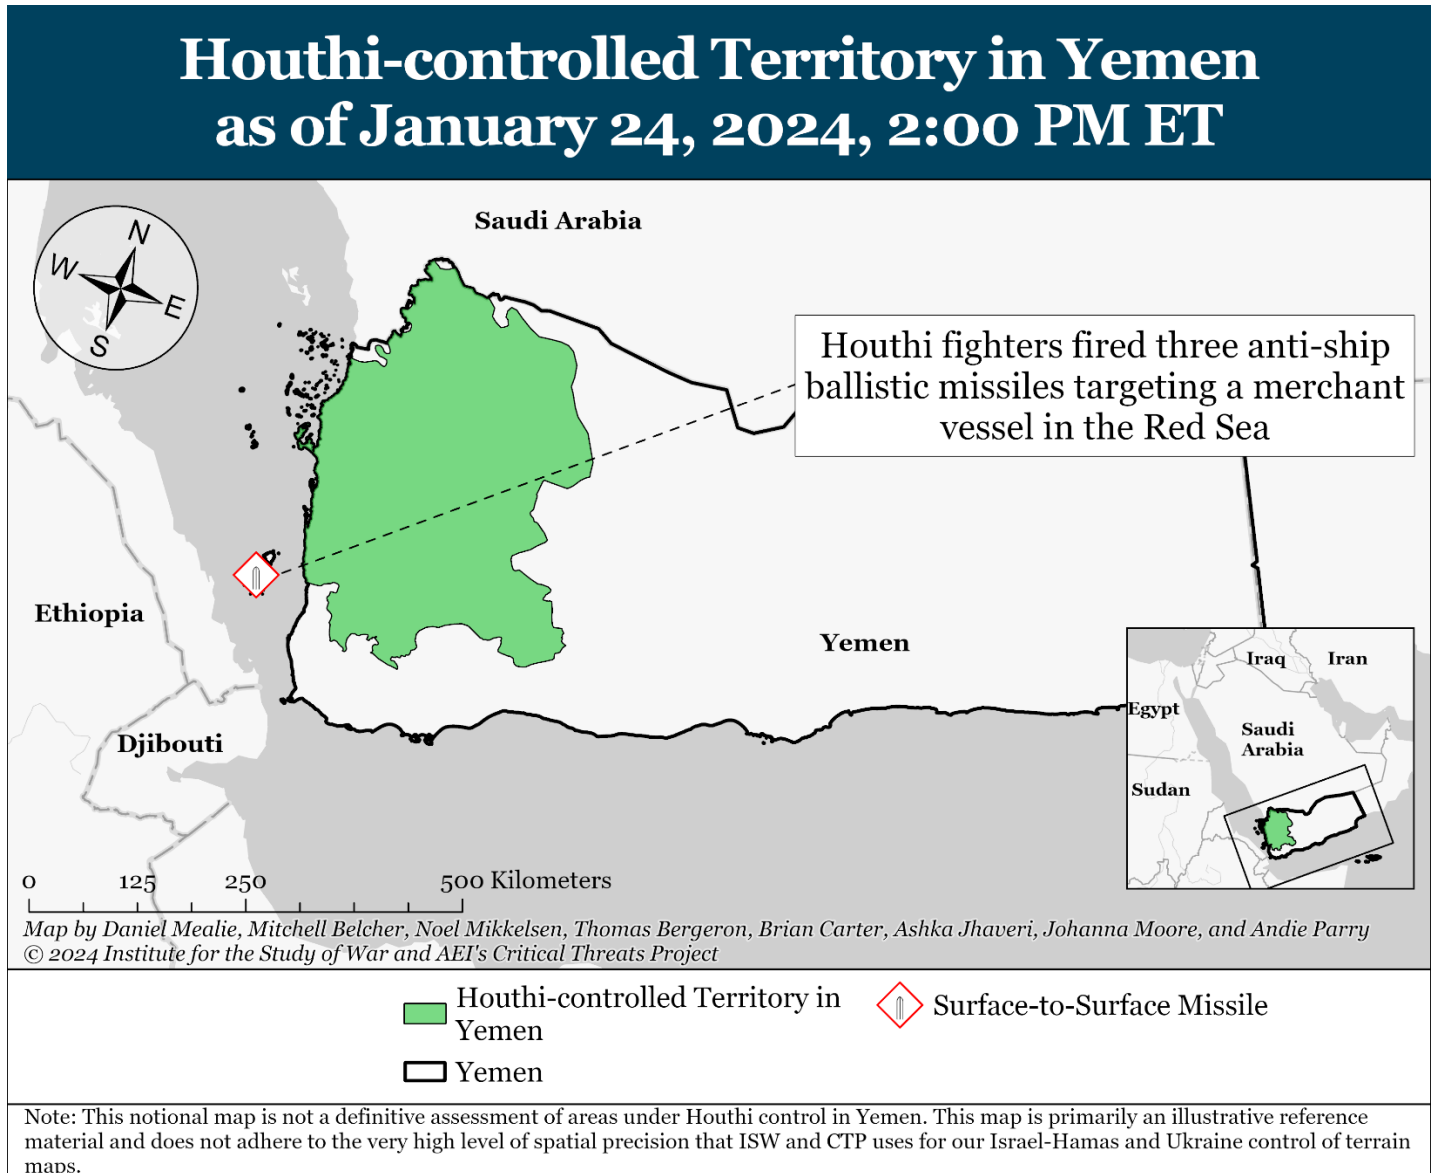 Houthi-controlled Territory in Yemen
as of January 24, 2024, 2:00 PM ET
Saudi Arabia
N
W
E
S
Houthi fighters fired three anti-ship
ballistic missiles targeting a merchant
vessel in the Red Sea
Ethiopia
Yemen
Djibouti
Iraq
Iran
Egypt
Saudi
Arabia
Sudan
0 125 250 500 Kilometers
Map by Daniel Mealie, Mitchell Belcher, Noel Mikkelsen, Thomas Bergeron, Brian Carter, Ashka Jhaveri, Johanna Moore, and Andie Parry
© 2024 Institute for the Study of War and AEI's Critical Threats Project
Houthi-controlled Territory in
Yemen
Surface-to-Surface Missile
Yemen
Note: This notional map is not a definitive assessment of areas under Houthi control in Yemen. This map is primarily an illustrative reference
material and does not adhere to the very high level of spatial precision that ISW and CTP uses for our Israel-Hamas and Ukraine control of terrain
maps.